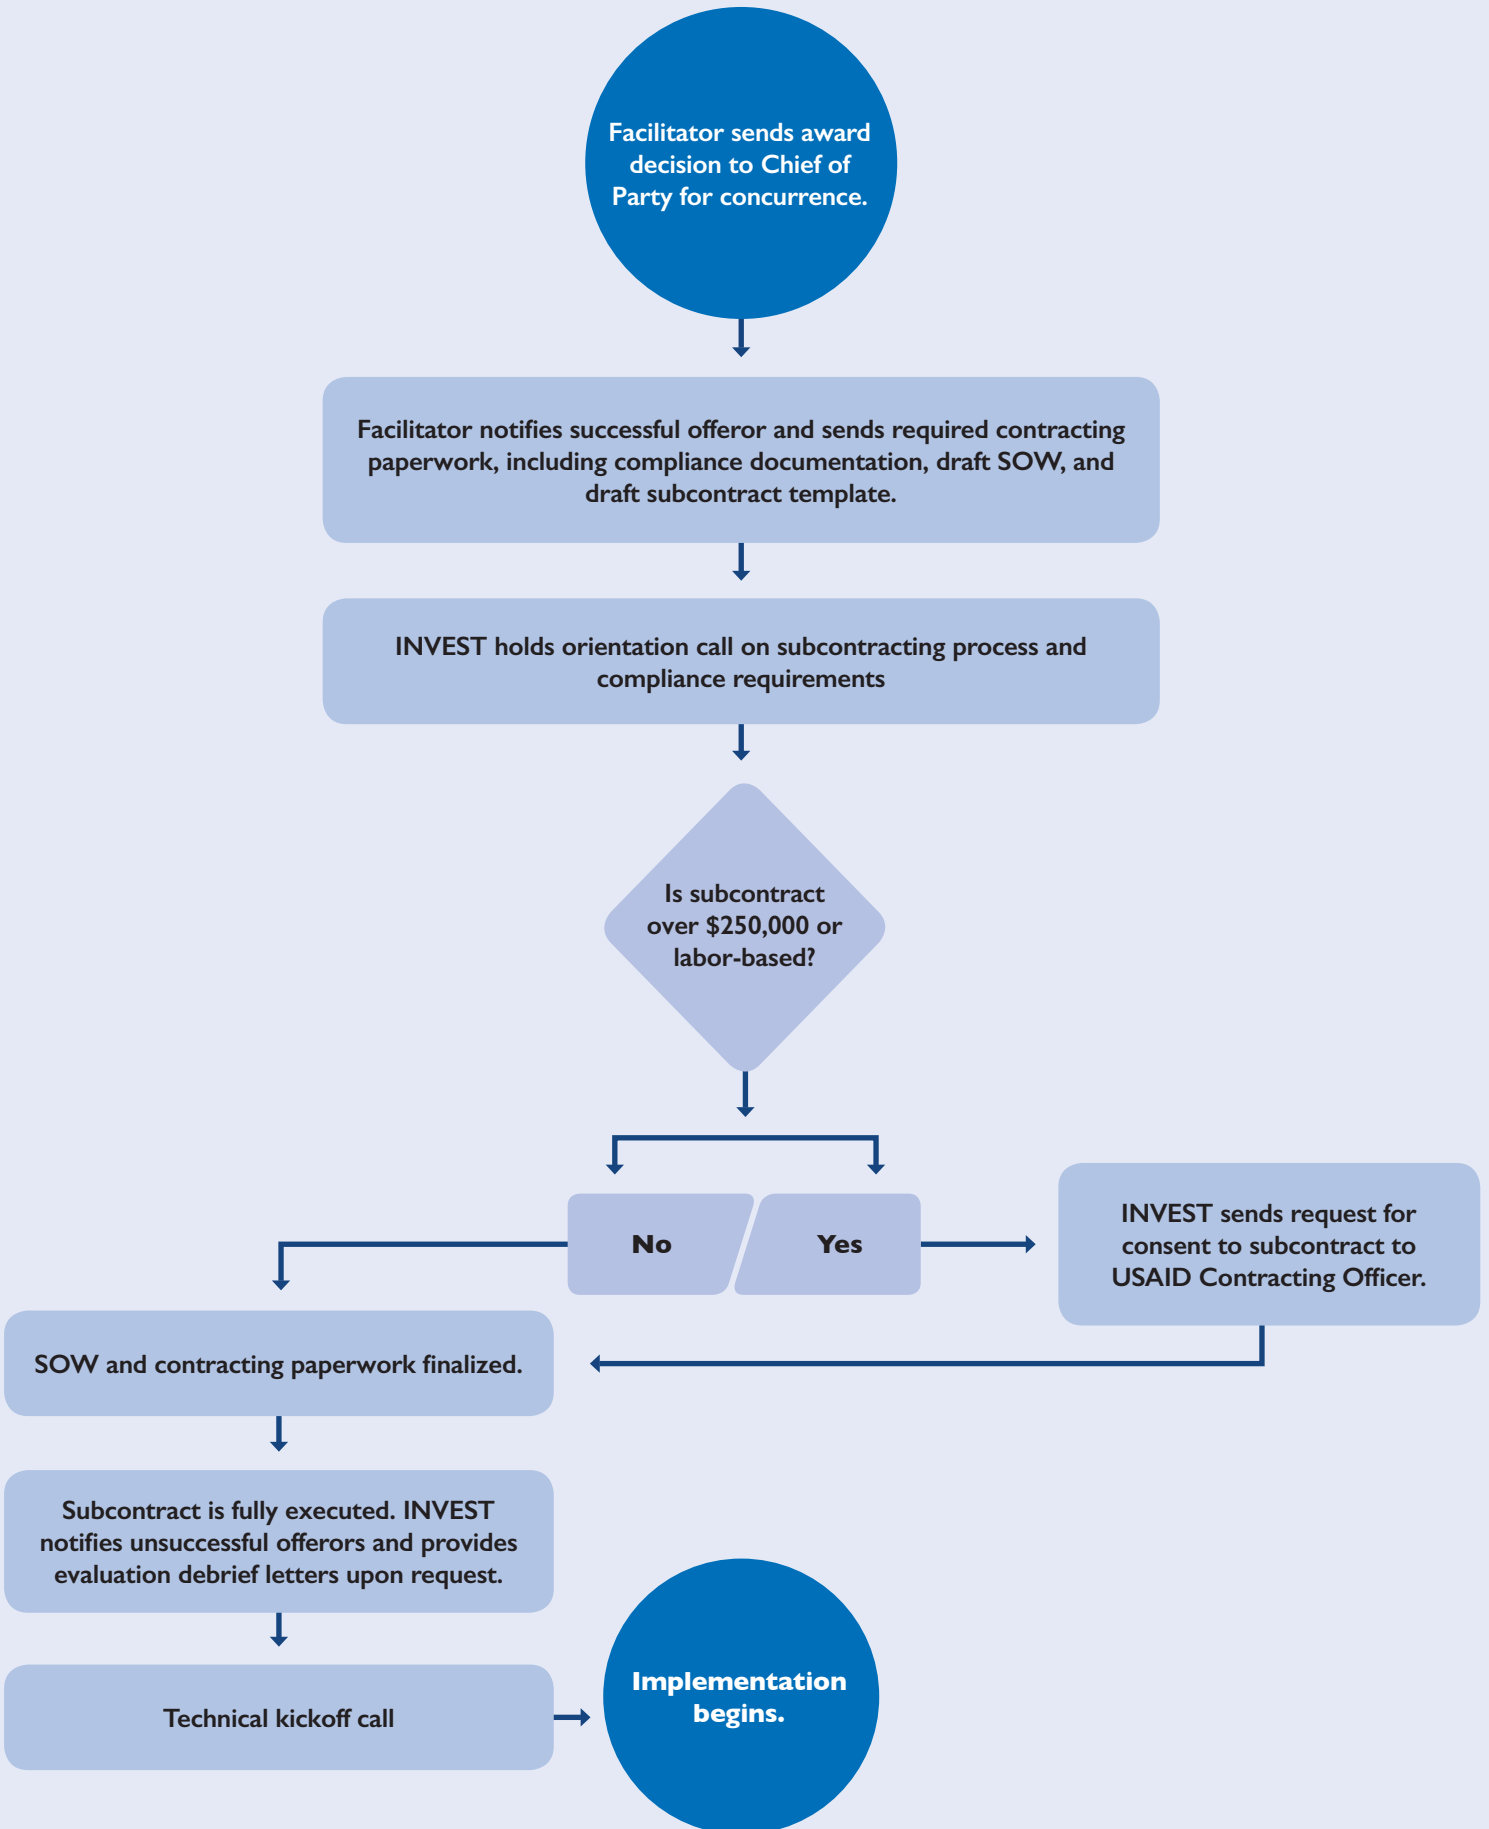 Facilitator sends award
decision to Chief of
Party for concurrence.
Facilitator notifies successful offeror and sends required contracting
paperwork, including compliance documentation, draft SOW, and
draft subcontract template.
INVEST holds orientation call on subcontracting process and
compliance requirements
Is subcontract
over $250,000 or
labor-based?
No
Yes
INVEST sends request for
consent to subcontract to
USAID Contracting Officer.
SOW and contracting paperwork finalized.
Subcontract is fully executed. INVEST
notifies unsuccessful offerors and provides
evaluation debrief letters upon request.
Technical kickoff call
Implementation
begins.